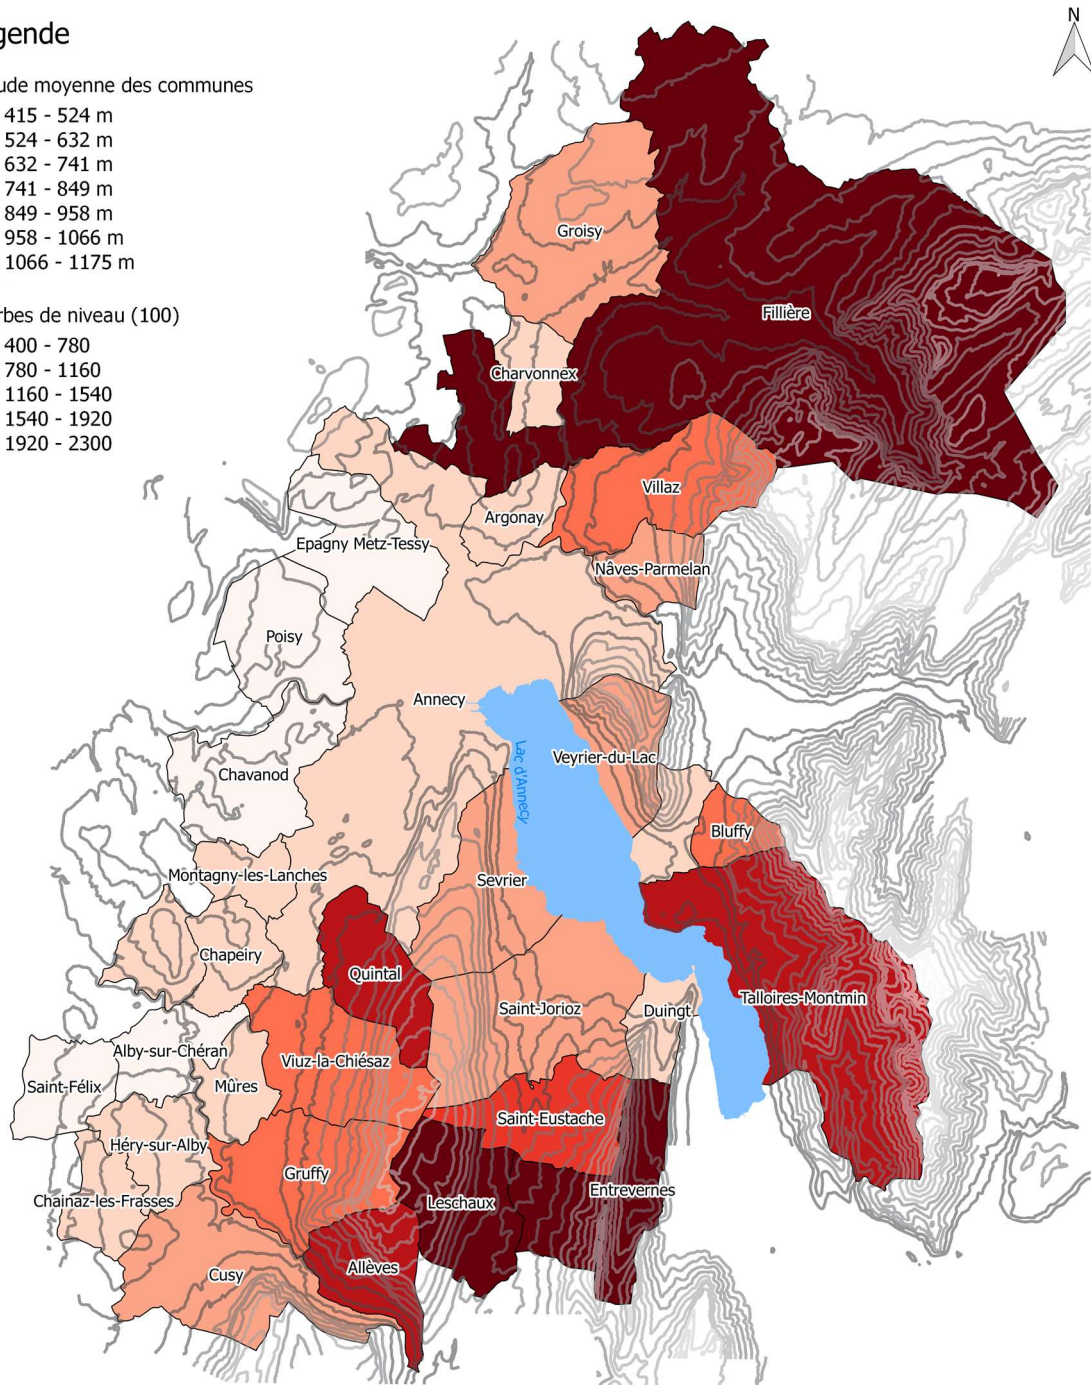 gende
N
ude moyenne des communes
415 - 524 m
524 - 632 m
632 - 741 m
741 - 849 m
849 - 958 m
958 - 1066 m
1066 - 1175 m
rbes de niveau (100)
400 - 780
780 - 1160
1160 - 1540
1540 - 1920
1920 - 2300
Groisy
Fillière
Charvonnex
Villaz
Argonay
Epagny Metz-Tessy
Nâves-Parmelan
Poisy
Annecy
Lac d'Annecy
Veyrier-du-Lac
Chavanod
Bluffy
Montagny-les-Lanches
Sevrier
Chapeiry
Quintal
Talloires-Montmin
Saint-Jorioz
Duingt
Alby-sur-Chéran
Viuz-la-Chiésaz
Saint-Félix
Mûres
Saint-Eustache
Héry-sur-Alby
Gruffy
Entrevernes
Chainaz-les-Frasses
Leschaux
Allèves
Cusy